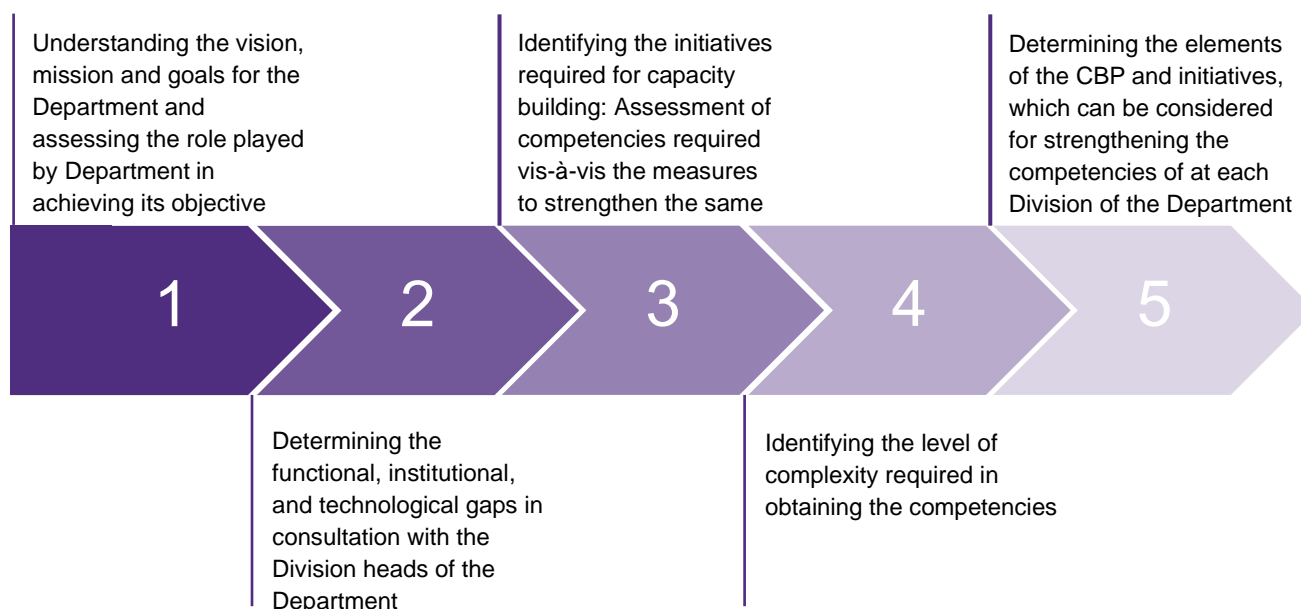 Understanding the vision,
mission and goals for the
Department and
assessing the role played
by Department in
achieving its objective
Identifying the initiatives
required for capacity
building: Assessment of
competencies required
vis-à-vis the measures
to strengthen the same
Determining the elements
of the CBP and initiatives,
which can be considered
for strengthening the
competencies of at each
Division of the Department
1
2
3
4
5
Determining the
functional, institutional,
and technological gaps in
consultation with the
Division heads of the
Department
Identifying the level of
complexity required in
obtaining the competencies